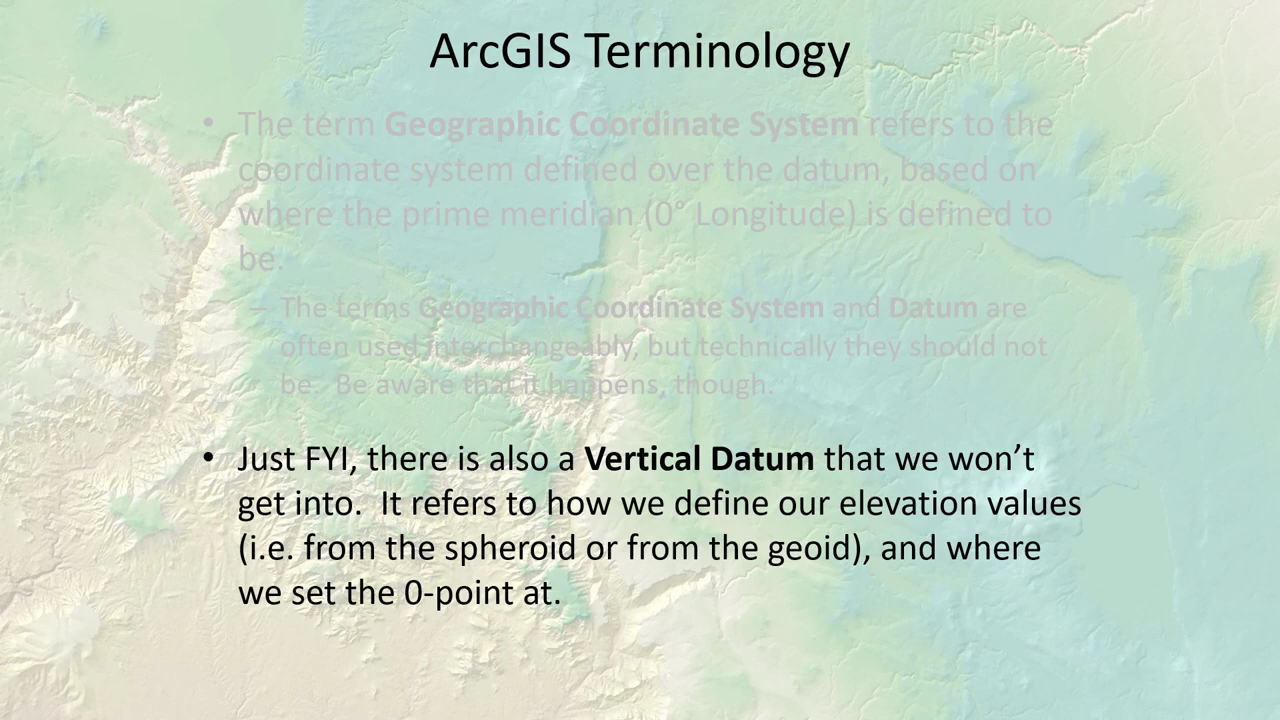 ArcGIS Terminology
• The term Geographic Coordinate System refers to the
coordinate system defined over the datum, based on
where the prime meridian (0° Longitude) is defined to
be.
– The terms Geographic Coordinate System and Datum are
often used interchangeably, but technically they should not
be.  Be aware that it happens, though.
• Just FYI, there is also a Vertical Datum that we won’t
get into.  It refers to how we define our elevation values
(i.e. from the spheroid or from the geoid), and where
we set the 0-point at.